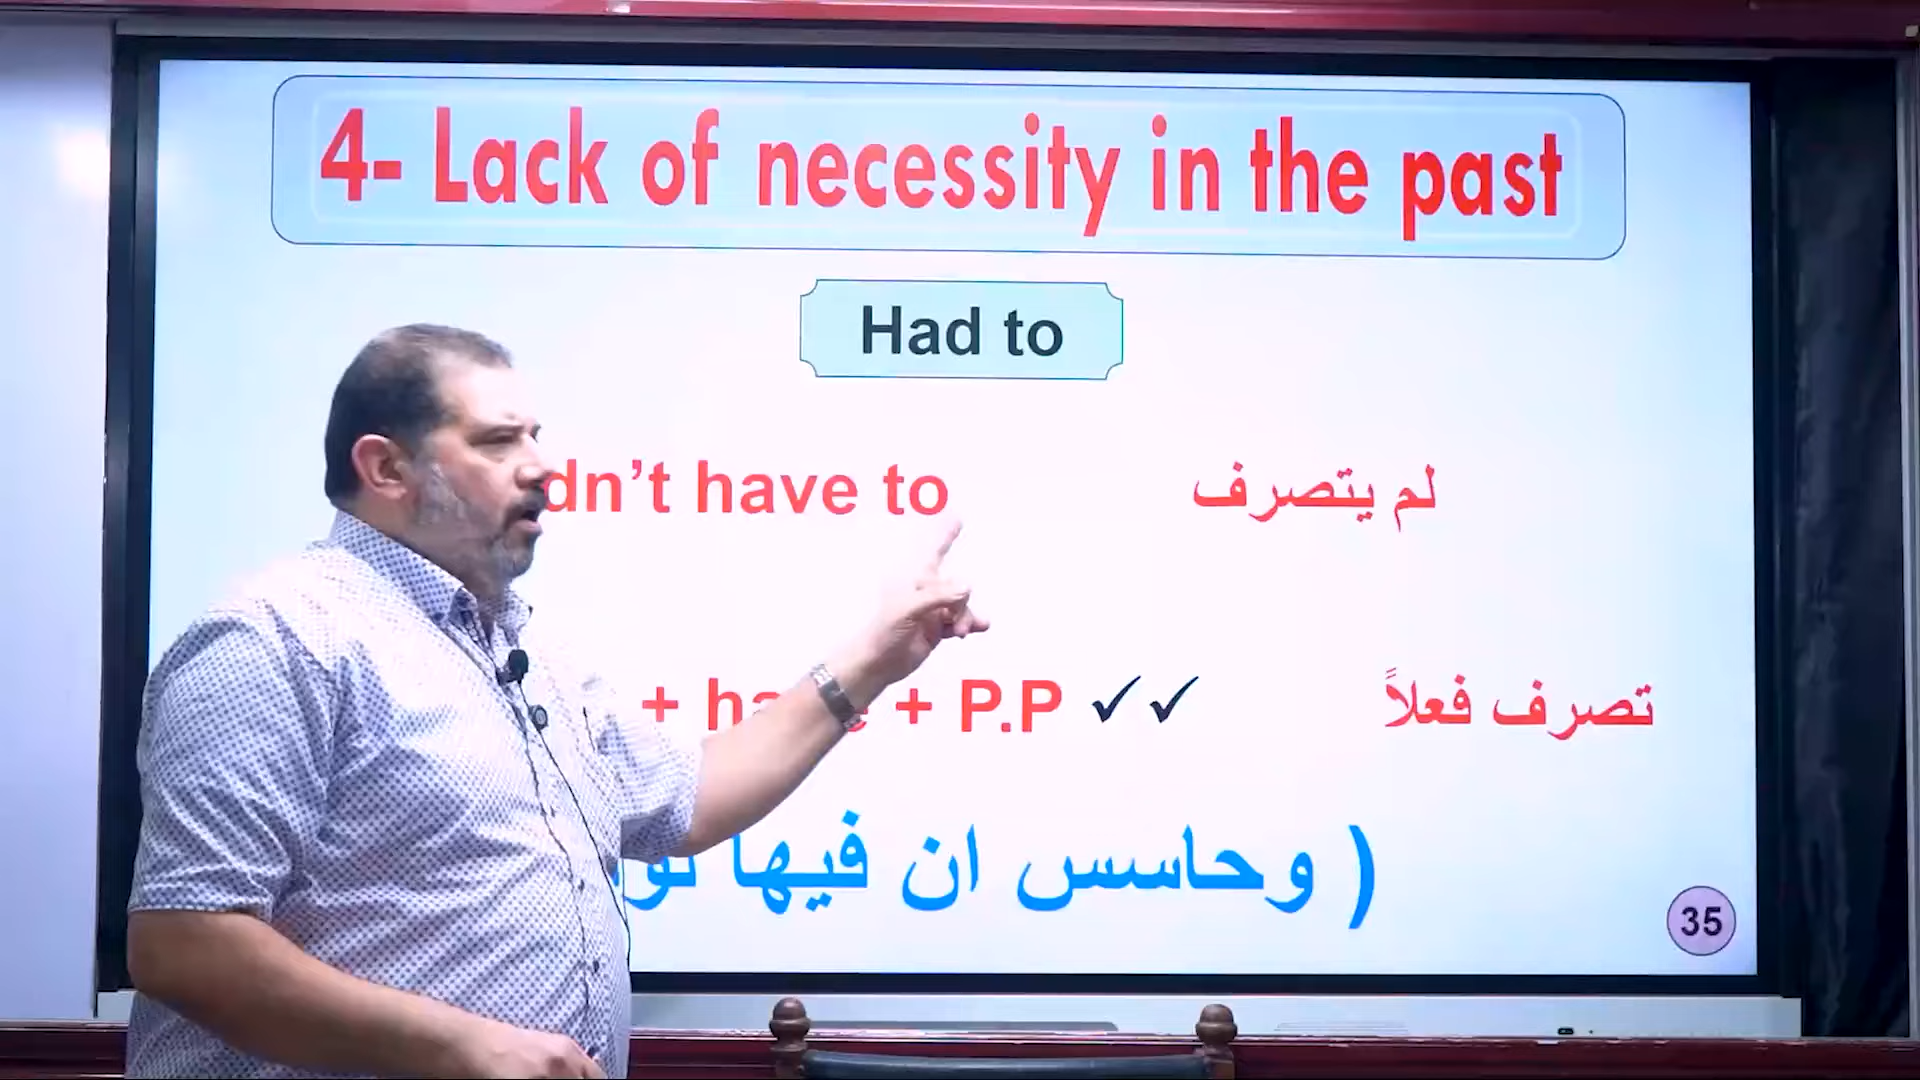 4- Lack of necessity in the past
Had to
dn’t have to لم يتصرف
+ have + P.P ✓✓ تصرف فعلاً
( وحاسس ان فيها
35